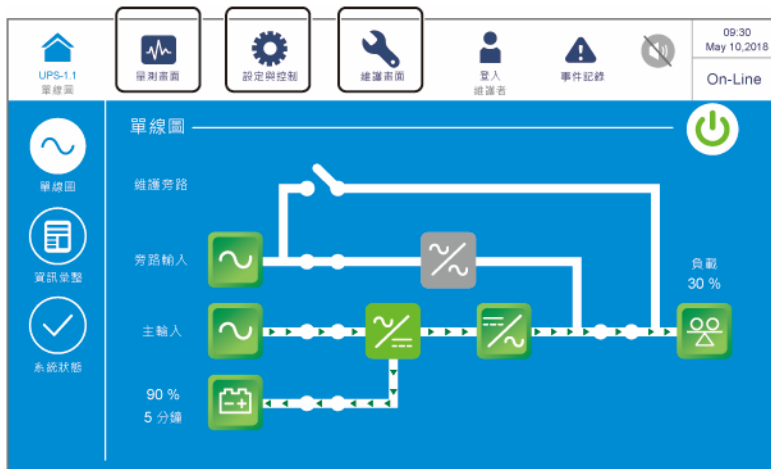 UPS-1.1
單線圖
量測畫面
設定與控制
維護畫面
登入
維護者
事件記錄
09:30
May 10,2018
On-Line
單線圖
單線圖
維護旁路
資訊彙整
旁路輸入
負載
30 %
主輸入
系統狀態
90 %
5 分鐘